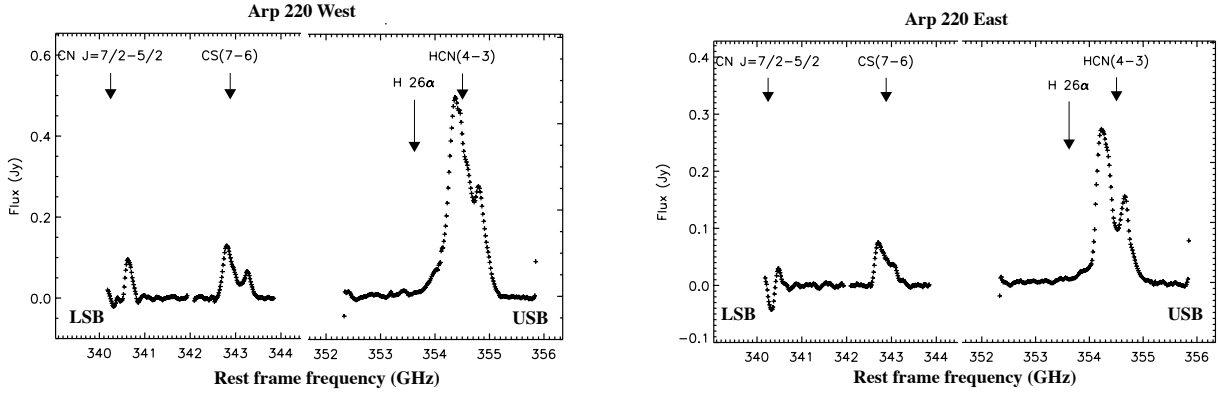 Arp 220 West
CN J=7/2-5/2 CS(7-6) HCN(4-3)
H 26α
Flux (Jy)
0.6
0.4
0.2
0.0
LSB USB
340 341 342 343 344 352 353 354 355 356
Rest frame frequency (GHz)
Arp 220 East
CN J=7/2-5/2 CS(7-6) HCN(4-3)
H 26α
Flux (Jy)
0.4
0.3
0.2
0.1
0.0
-0.1
LSB USB
340 341 342 343 344 352 353 354 355 356
Rest frame frequency (GHz)